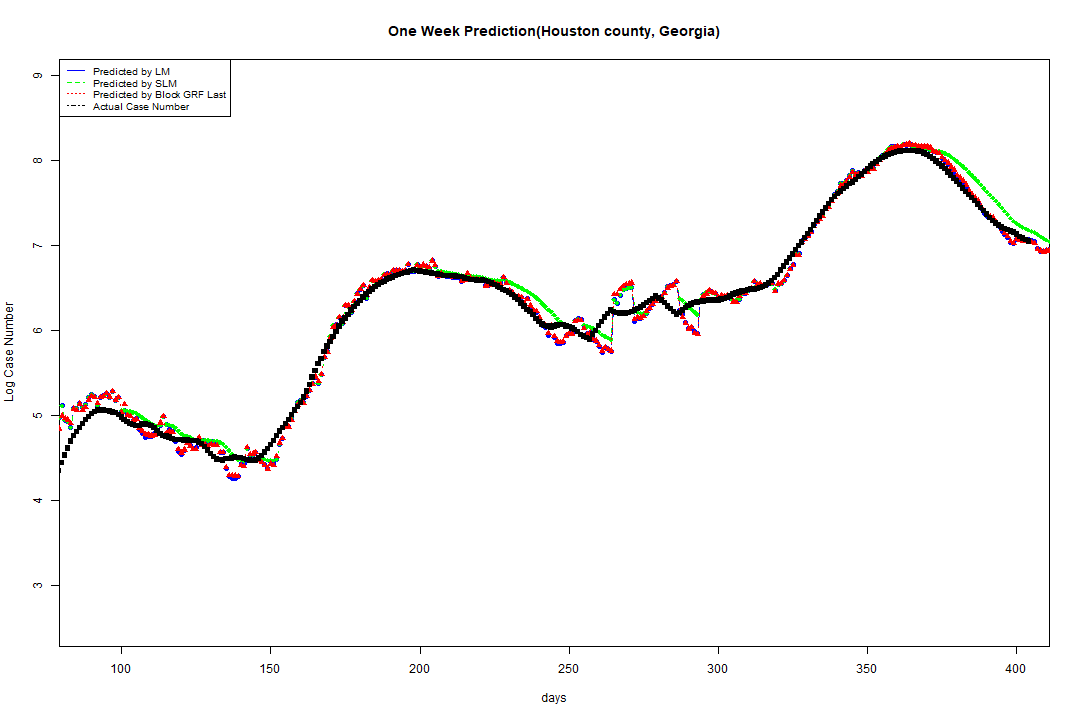 One Week Prediction(Houston county, Georgia)
Predicted by LM
Predicted by SLM
Predicted by Block GRF Last
Actual Case Number
9
8
7
6
5
4
3
Log Case Number
100 150 200 250 300 350 400
days